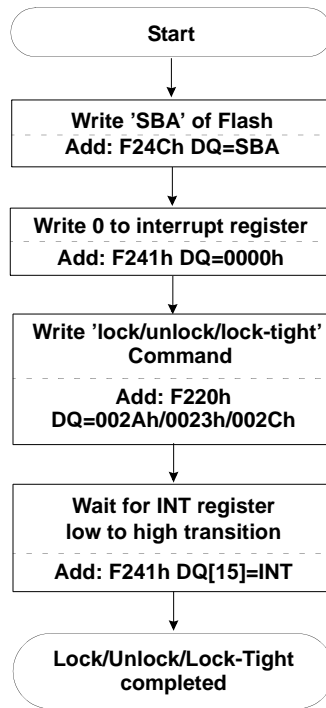 Start
Write ’SBA’ of Flash
Add: F24Ch DQ=SBA
Write 0 to interrupt register
Add: F241h DQ=0000h
Write ’lock/unlock/lock-tight’
Command
Add: F220h
DQ=002Ah/0023h/002Ch
Wait for INT register
low to high transition
Add: F241h DQ[15]=INT
Lock/Unlock/Lock-Tight
completed